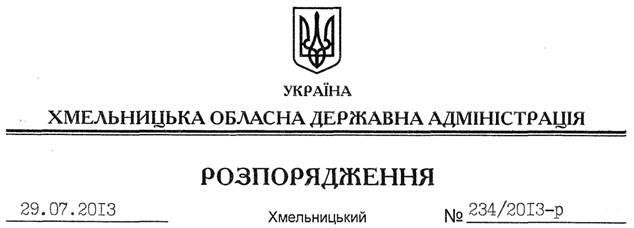 УКРАЇНА
ХМЕЛЬНИЦЬКА ОБЛАСНА ДЕРЖАВНА АДМІНІСТРАЦІЯ
РОЗПОРЯДЖЕННЯ
29.07.2013 Хмельницький № 234/2013-р